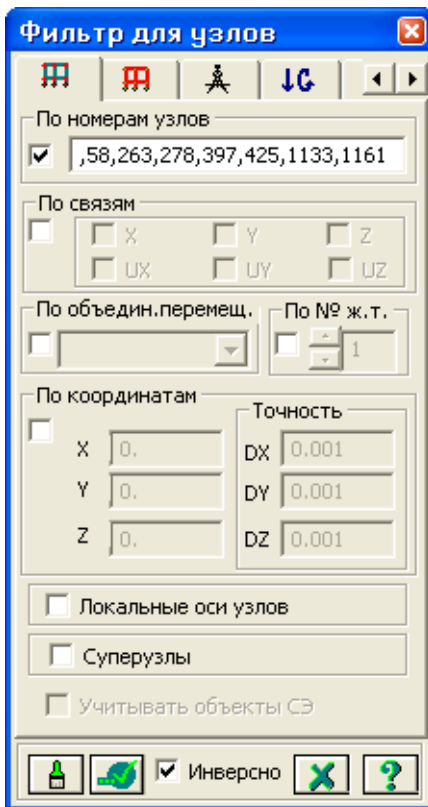 Фильтр для узлов
По номерам узлов
,58,263,278,397,425,1133,1161
По связям
X Y Z
UX UY UZ
По объедин.перемещ. По № ж.т.
1
По координатам
Точность
X 0. DX 0.001
Y 0. DY 0.001
Z 0. DZ 0.001
Локальные оси узлов
Суперузлы
Учитывать объекты СЭ
Инверсно